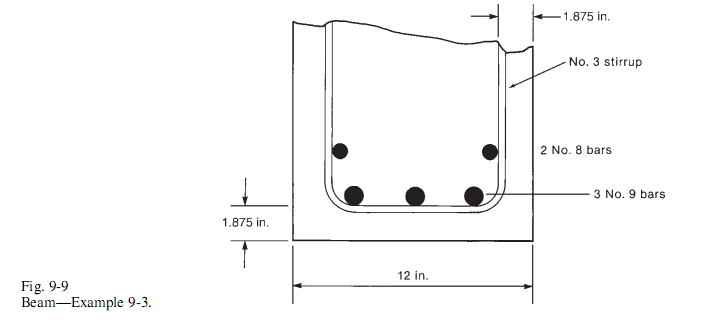 1.875 in.
No. 3 stirrup
2 No. 8 bars
3 No. 9 bars
1.875 in.
12 in.
Fig. 9-9
Beam—Example 9-3.